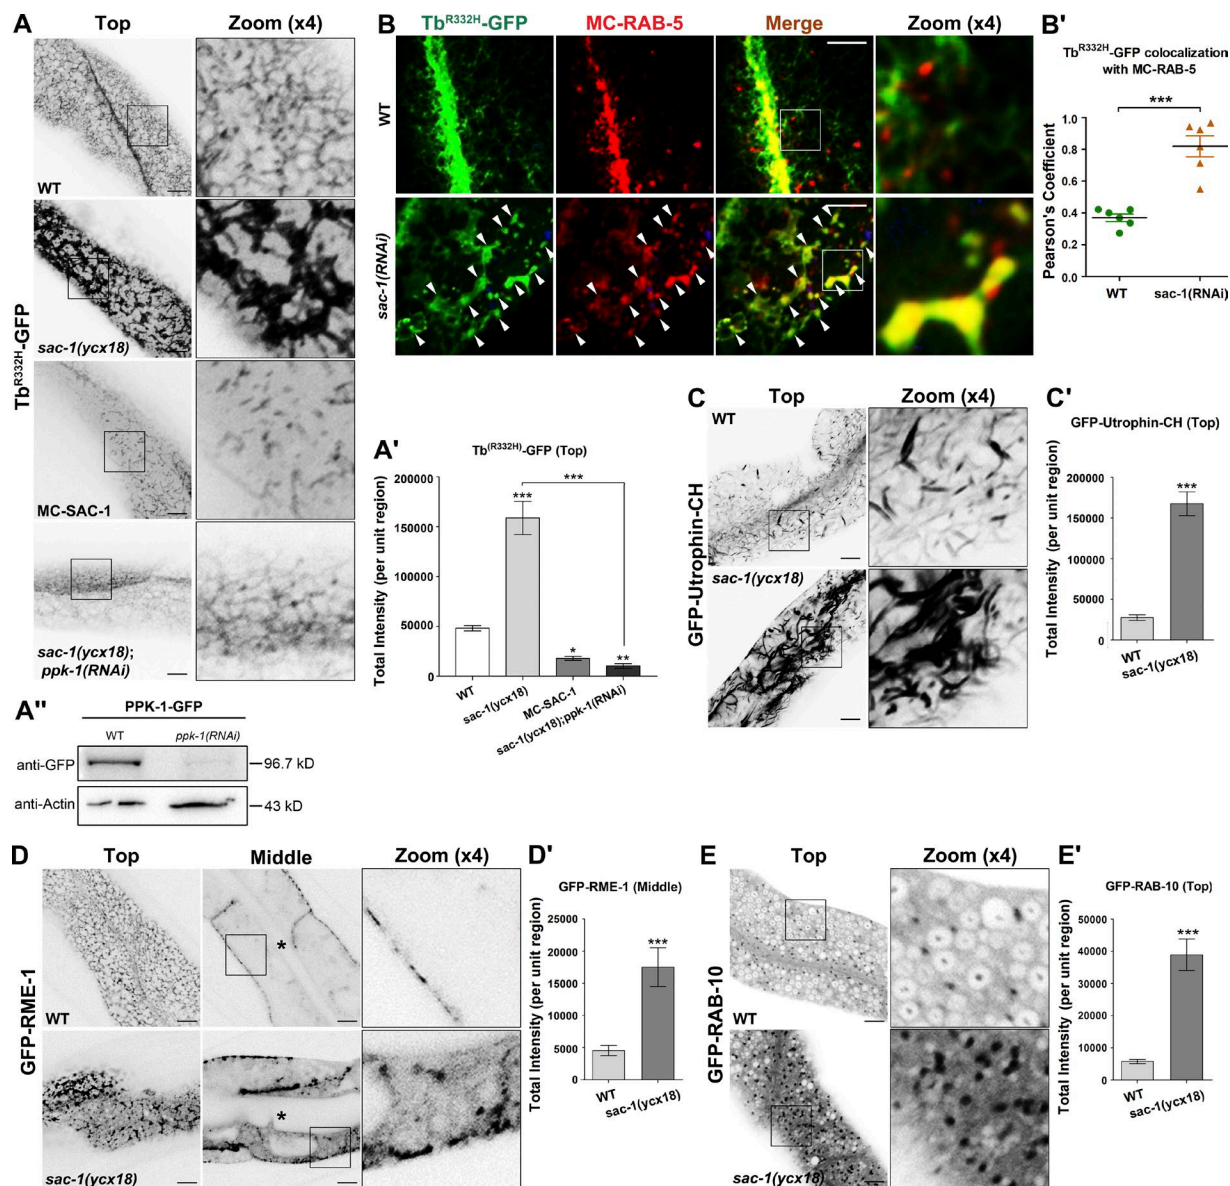 A
Top
Zoom (x4)
Tb^R332H-GFP
WT
sac-1(ycx18)
MC-SAC-1
sac-1(ycx18);
ppk-1(RNAi)
B
Tb^R332H-GFP
MC-RAB-5
Merge
Zoom (x4)
WT
sac-1(RNAi)
B'
Tb^R332H-GFP colocalization
with MC-RAB-5
***
Pearson's Coefficient
1.0
0.8
0.6
0.4
0.2
0.0
WT
sac-1(RNAi)
A'
Tb^(R332H)-GFP (Top)
Total Intensity (per unit region)
200000
150000
100000
50000
0
***
***
*
**
WT
sac-1(ycx18)
MC-SAC-1
sac-1(ycx18);ppk-1(RNAi)
A"
PPK-1-GFP
WT
ppk-1(RNAi)
anti-GFP
96.7 kD
anti-Actin
43 kD
C
Top
Zoom (x4)
GFP-Utrophin-CH
WT
sac-1(ycx18)
C'
GFP-Utrophin-CH (Top)
Total Intensity (per unit region)
200000
150000
100000
50000
0
***
WT
sac-1(ycx18)
D
Top
Middle
Zoom (x4)
GFP-RME-1
WT
*
sac-1(ycx18)
*
D'
GFP-RME-1 (Middle)
Total Intensity (per unit region)
25000
20000
15000
10000
5000
0
***
WT
sac-1(ycx18)
E
Top
Zoom (x4)
GFP-RAB-10
WT
sac-1(ycx18)
E'
GFP-RAB-10 (Top)
Total Intensity (per unit region)
50000
40000
30000
20000
10000
0
***
WT
sac-1(ycx18)